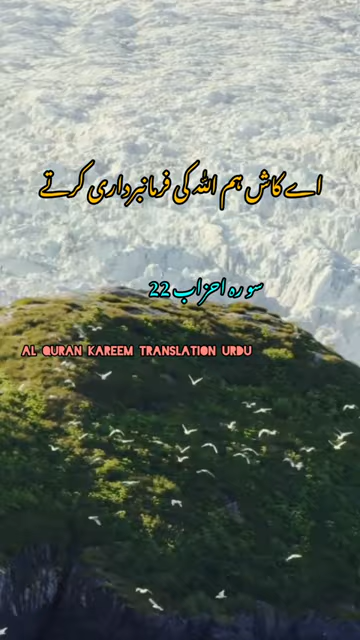 اے کاش ہم اللہ کی فرمانبرداری کرتے
سورہ احزاب 22
AL QURAN KAREEM TRANSLATION URDU